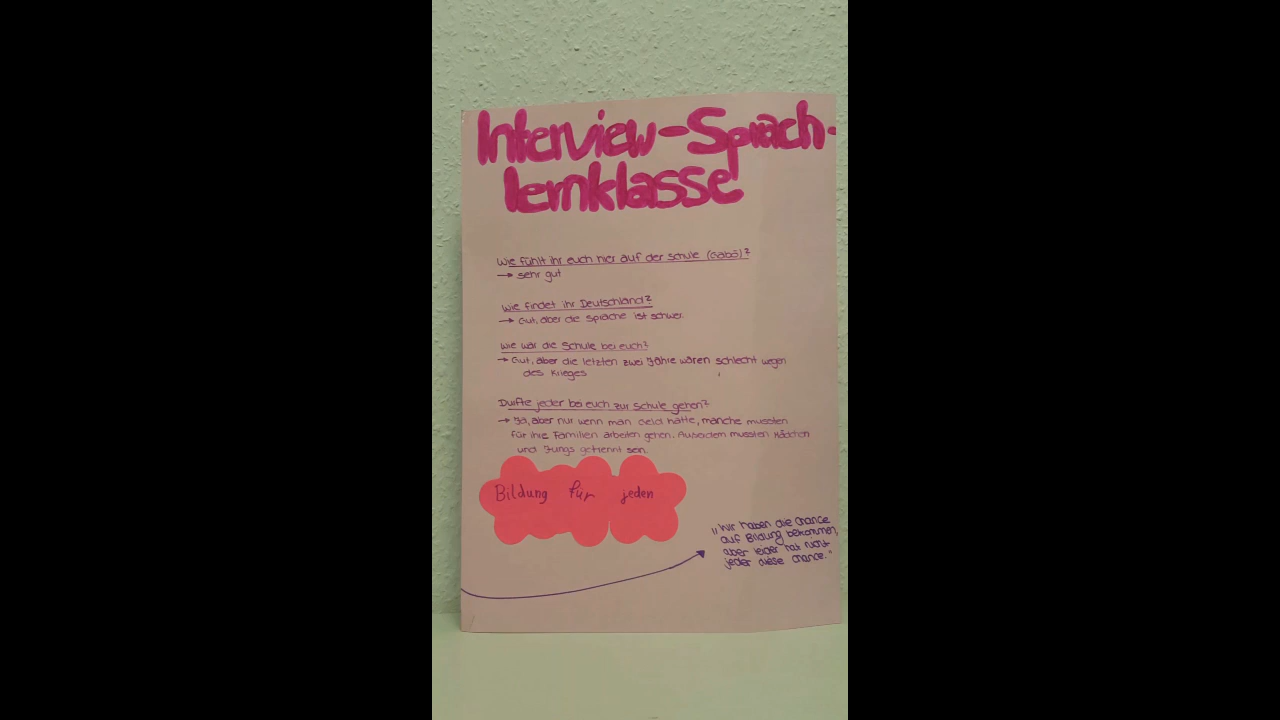 Interview-Sprach-
lernklasse
Wie fühlt ihr euch hier auf der Schule (GabS)?
→ sehr gut
Wie findet ihr Deutschland?
→ Gut, aber die Sprache ist schwer.
Wie war die Schule bei euch?
→ Gut, aber die letzten zwei Jahre waren schlecht wegen
des Krieges
Durfte jeder bei euch zur Schule gehen?
→ Ja, aber nur wenn man Geld hatte, manche mussten
für ihre Familien arbeiten gehen. Auserdem mussten Mädchen
und Jungs getrennt sein.
Bildung für jeden
"Wir haben die Chance
auf Bildung bekommen,
aber leider hat nicht
jeder diese Chance."